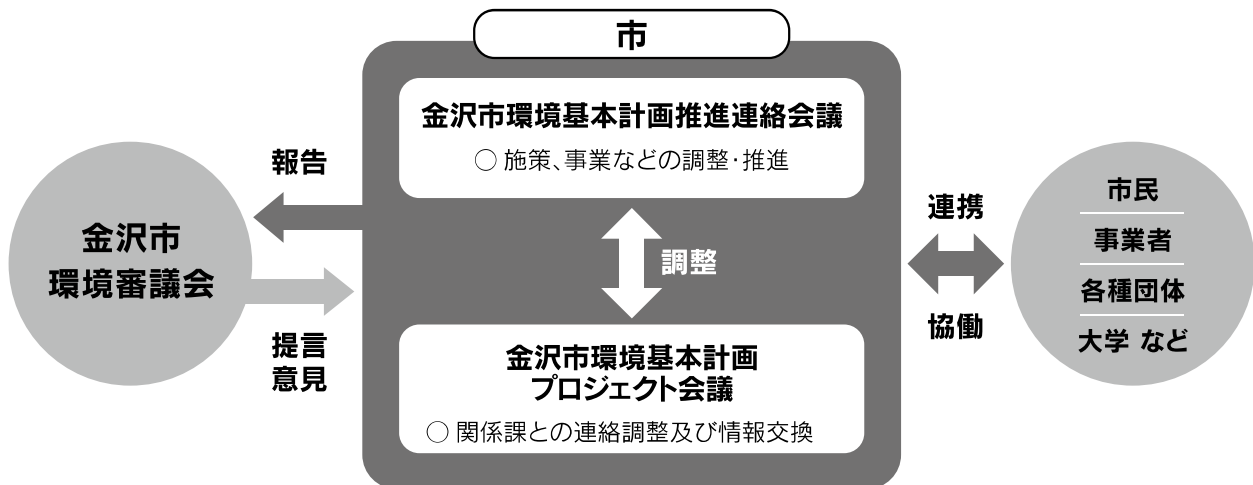 市
金沢市環境基本計画推進連絡会議
○ 施策、事業などの調整・推進
報告
金沢市
環境審議会
提言
意見
調整
金沢市環境基本計画
プロジェクト会議
○ 関係課との連絡調整及び情報交換
連携
協働
市民
事業者
各種団体
大学 など